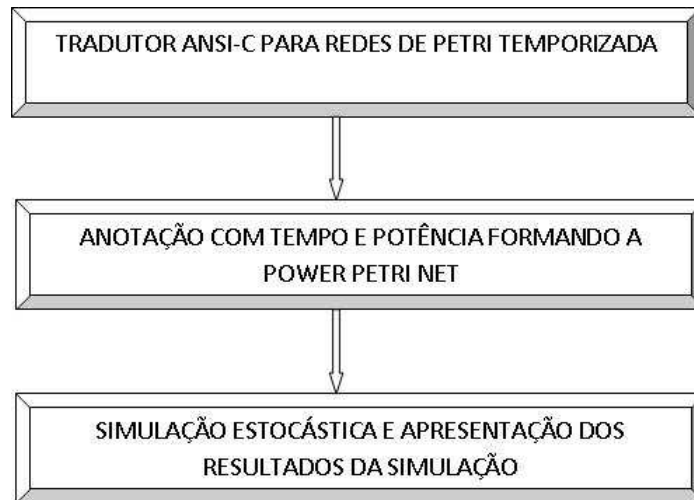 TRADUTOR ANSI-C PARA REDES DE PETRI TEMPORIZADA
ANOTAÇÃO COM TEMPO E POTÊNCIA FORMANDO A
POWER PETRI NET
SIMULAÇÃO ESTOCÁSTICA E APRESENTAÇÃO DOS
RESULTADOS DA SIMULAÇÃO